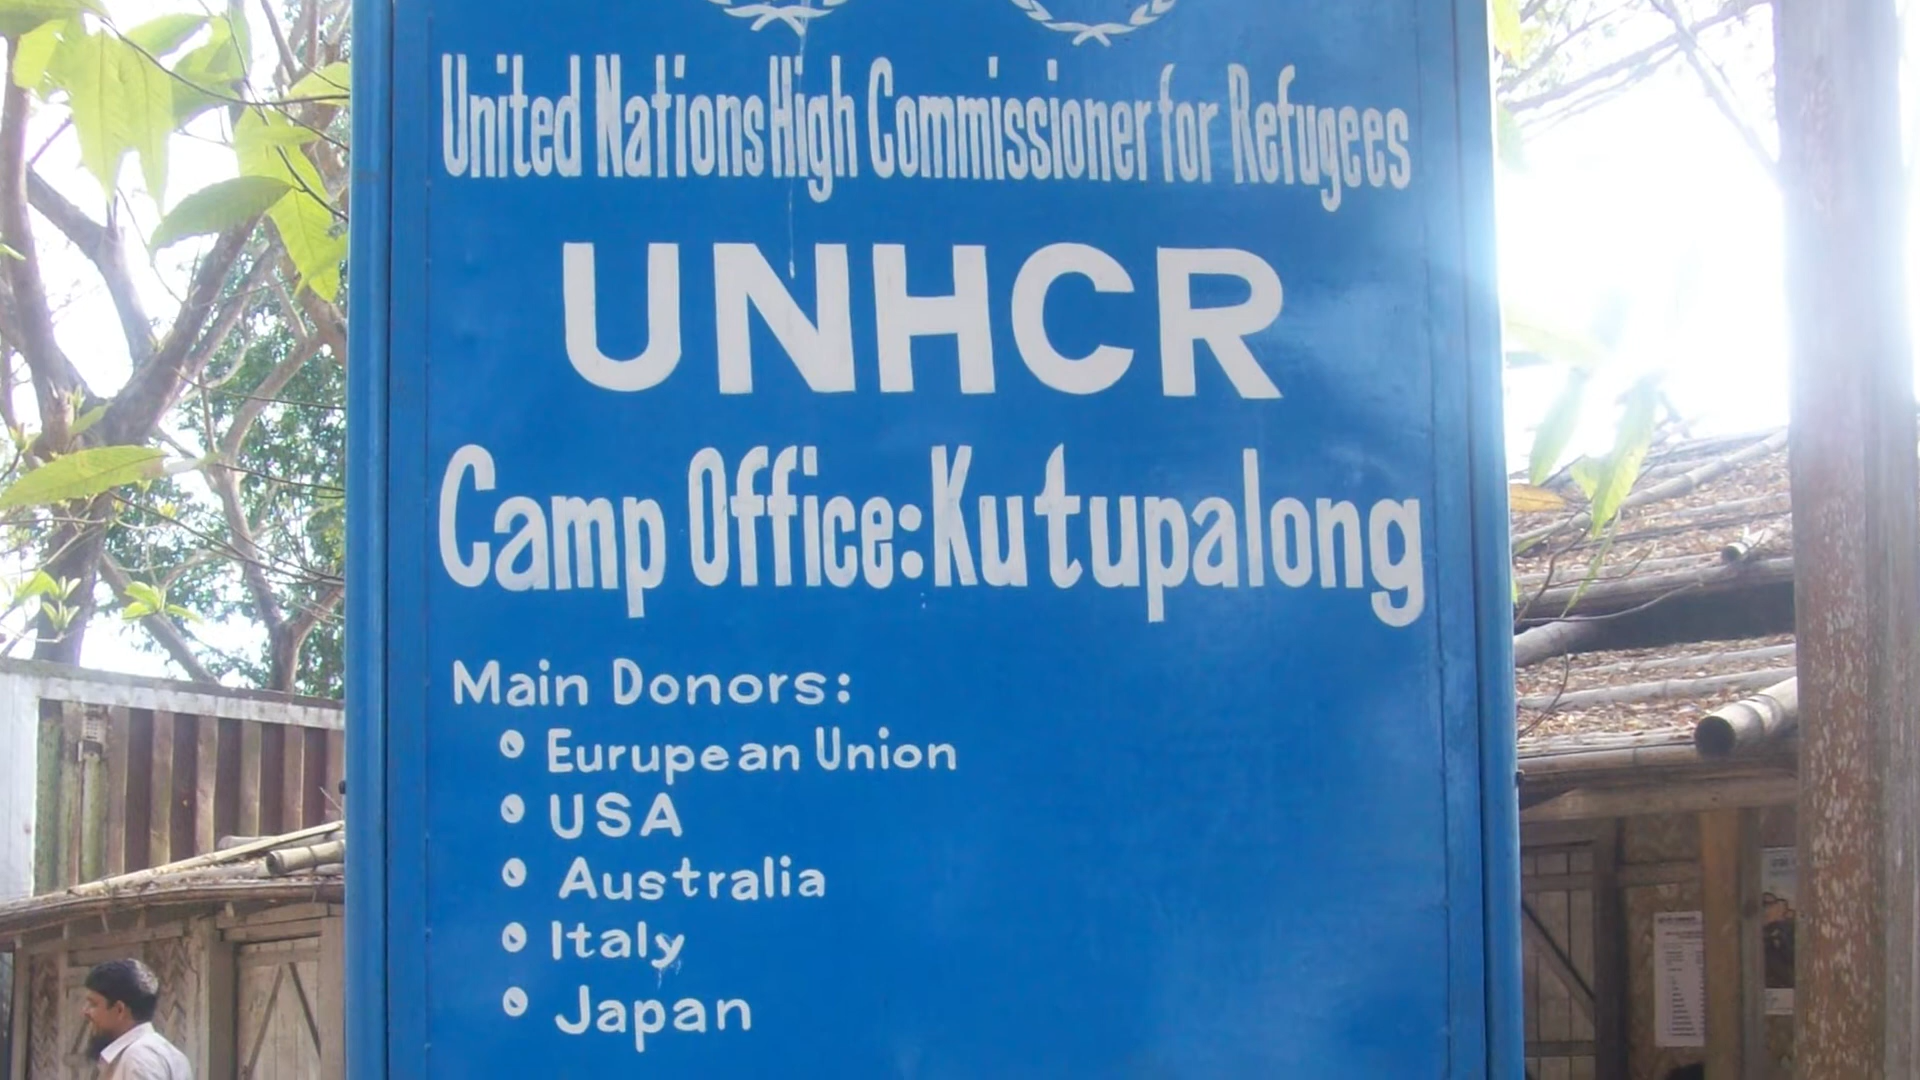 United Nations High Commissioner for Refugees
UNHCR
Camp Office: Kutupalong
Main Donors:
Eurupean Union
USA
Australia
Italy
Japan